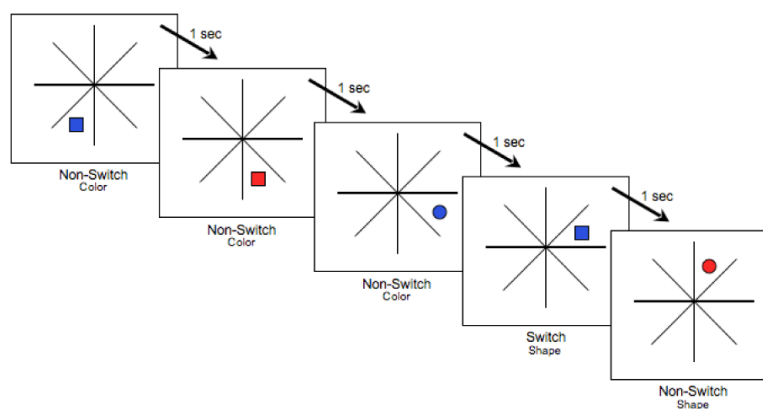 1 sec
Non-Switch
Color
1 sec
Non-Switch
Color
1 sec
Non-Switch
Color
1 sec
Switch
Shape
Non-Switch
Shape